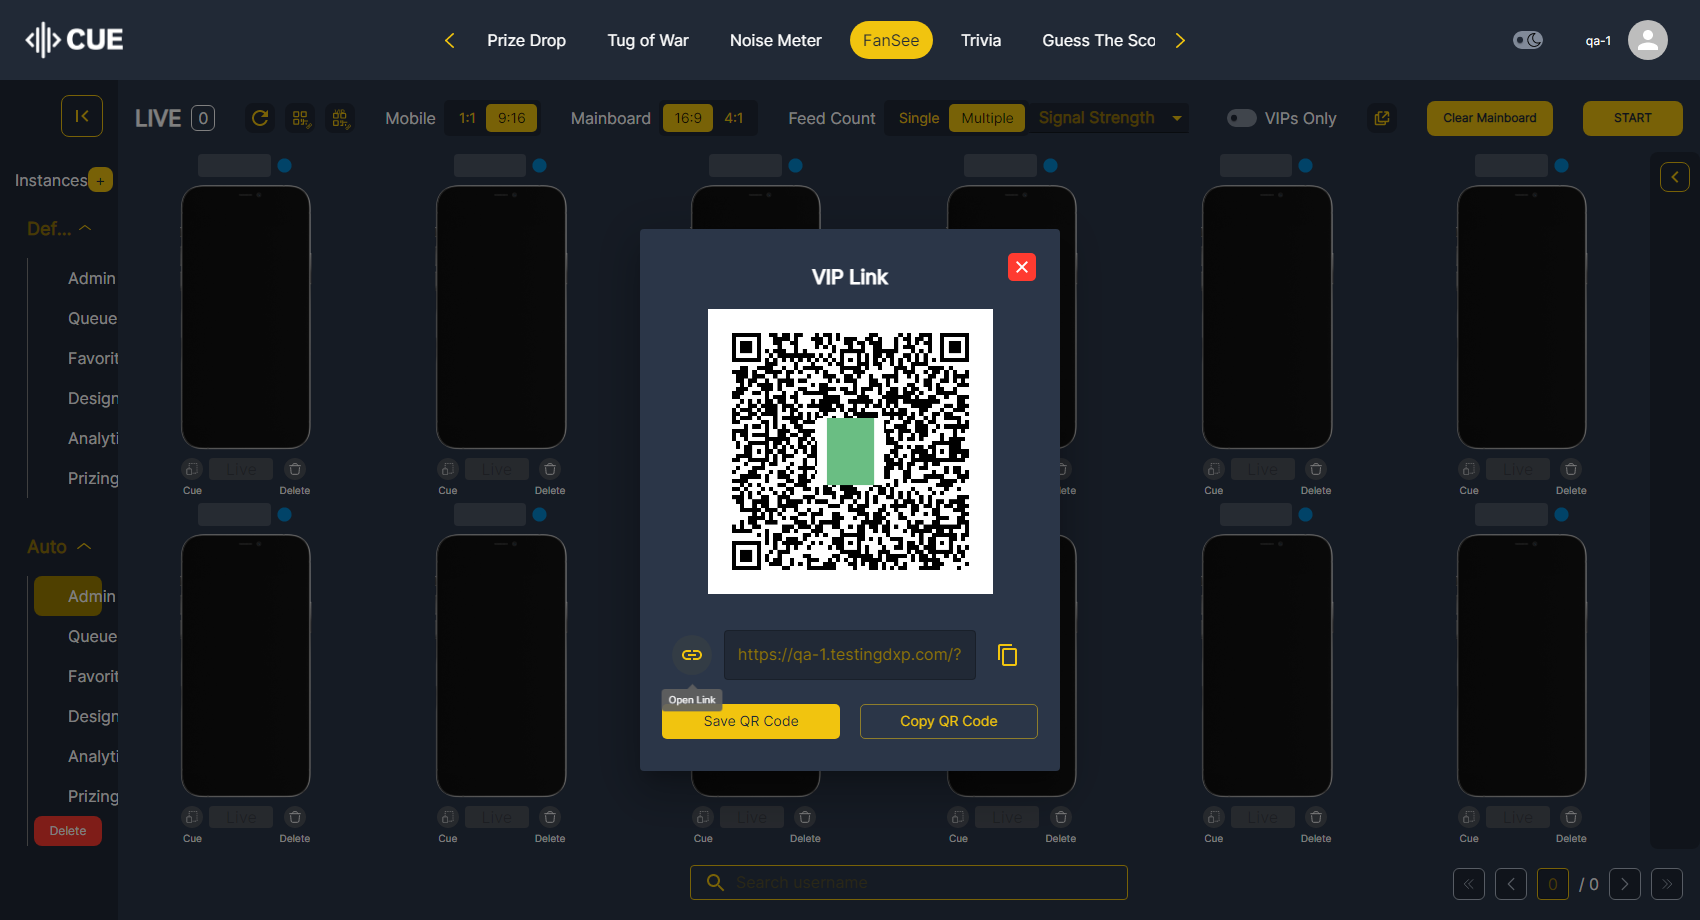 CUE
Prize Drop
Tug of War
Noise Meter
FanSee
Trivia
Guess The Sco
qa-1
LIVE 0
Mobile 1:1 9:16
Mainboard 16:9 4:1
Feed Count Single Multiple Signal Strength
VIPs Only
Clear Mainboard
START
Instances +
Def...
Admin
Queue
Favorit
Design
Analyti
Prizing
Auto
Admin
Queue
Favorit
Design
Analyti
Prizing
Delete
Live Live Live Live
Cue Delete Cue Delete ete Cue Delete Cue Delete
VIP Link
https://qa-1.testingdxp.com/?
Open Link
Save QR Code
Copy QR Code
Live Live Live Live Live Live
Cue Delete Cue Delete Cue Delete Cue Delete Cue Delete Cue Delete
Search username
0 / 0